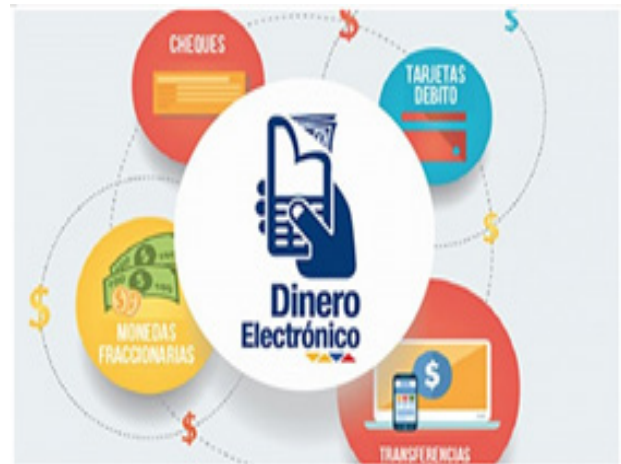 CHEQUES
TARJETAS
DEBITO
Dinero
Electrónico
MONEDAS
FRACCIONARIAS
TRANSFERENCIAS